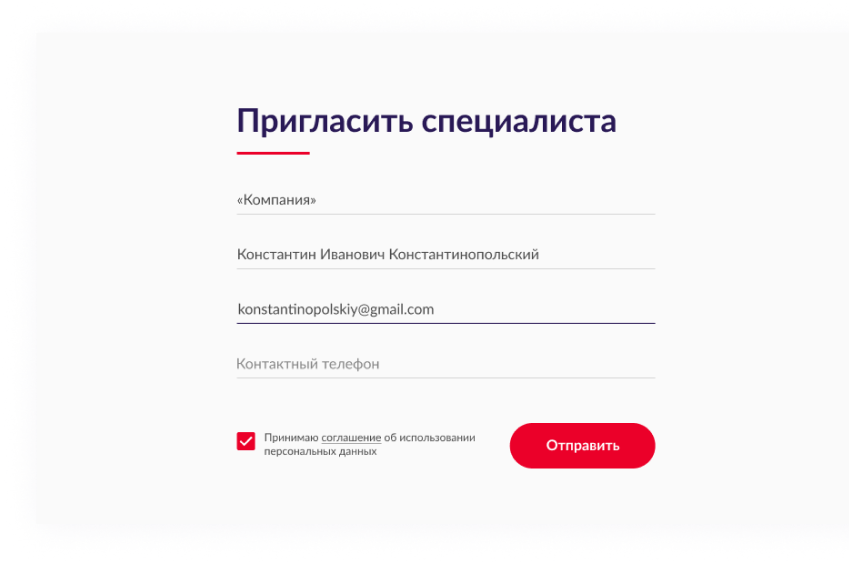 Пригласить специалиста
«Компания»
Константин Иванович Константинопольский
konstantinopolskiy@gmail.com
Контактный телефон
Принимаю соглашение об использовании
персональных данных
Отправить